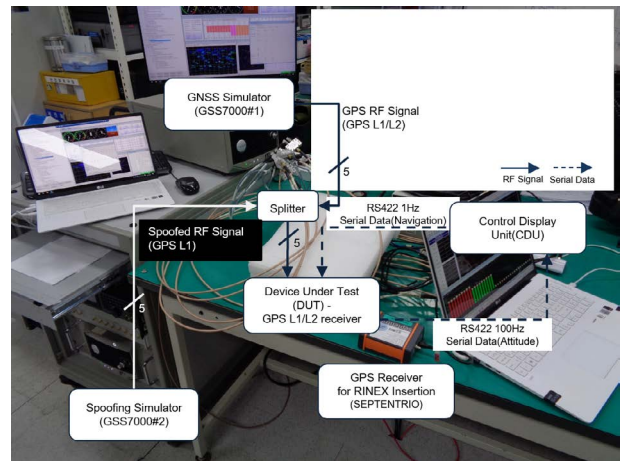 GNSS Simulator
(GSS7000#1)
GPS RF Signal
(GPS L1/L2)
5
RF Signal
Serial Data
Splitter
RS422 1Hz
Serial Data(Navigation)
Control Display
Unit(CDU)
Spoofed RF Signal
(GPS L1)
5
Device Under Test
(DUT) -
GPS L1/L2 receiver
5
RS422 100Hz
Serial Data(Attitude)
GPS Receiver
for RINEX Insertion
(SEPTENTRIO)
Spoofing Simulator
(GSS7000#2)